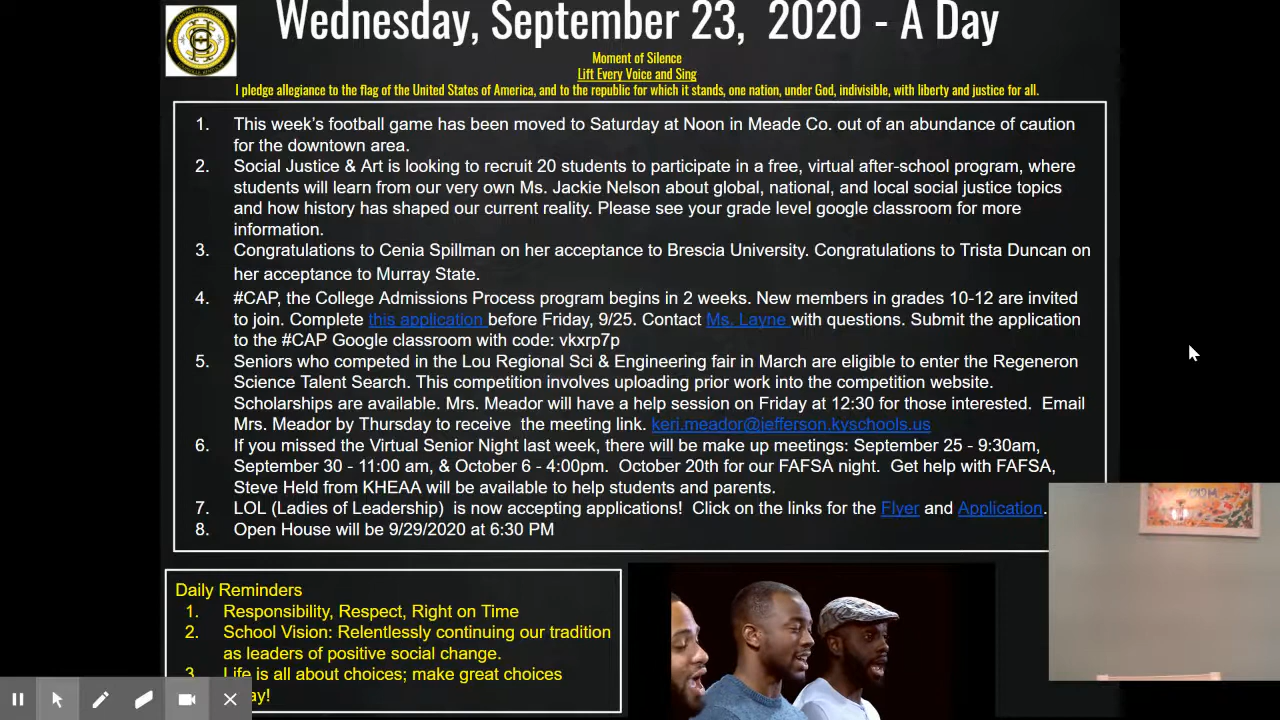 Wednesday, September 23,  2020 - A Day
Moment of Silence
Lift Every Voice and Sing
I pledge allegiance to the flag of the United States of America, and to the republic for which it stands, one nation, under God, indivisible, with liberty and justice for all.
1. This week's football game has been moved to Saturday at Noon in Meade Co. out of an abundance of caution
for the downtown area.
2. Social Justice & Art is looking to recruit 20 students to participate in a free, virtual after-school program, where
students will learn from our very own Ms. Jackie Nelson about global, national, and local social justice topics
and how history has shaped our current reality. Please see your grade level google classroom for more
information.
3. Congratulations to Cenia Spillman on her acceptance to Brescia University. Congratulations to Trista Duncan on
her acceptance to Murray State.
4. #CAP, the College Admissions Process program begins in 2 weeks. New members in grades 10-12 are invited
to join. Complete this application before Friday, 9/25. Contact Ms. Layne with questions. Submit the application
to the #CAP Google classroom with code: vkxrp7p
5. Seniors who competed in the Lou Regional Sci & Engineering fair in March are eligible to enter the Regeneron
Science Talent Search. This competition involves uploading prior work into the competition website.
Scholarships are available. Mrs. Meador will have a help session on Friday at 12:30 for those interested.  Email
Mrs. Meador by Thursday to receive  the meeting link. keri.meador@jefferson.kyschools.us
6. If you missed the Virtual Senior Night last week, there will be make up meetings: September 25 - 9:30am,
September 30 - 11:00 am, & October 6 - 4:00pm.  October 20th for our FAFSA night.  Get help with FAFSA,
Steve Held from KHEAA will be available to help students and parents.
7. LOL (Ladies of Leadership)  is now accepting applications!  Click on the links for the Flyer and Application.
8. Open House will be 9/29/2020 at 6:30 PM
Daily Reminders
1. Responsibility, Respect, Right on Time
2. School Vision: Relentlessly continuing our tradition
as leaders of positive social change.
3. Life is all about choices; make great choices
ay!